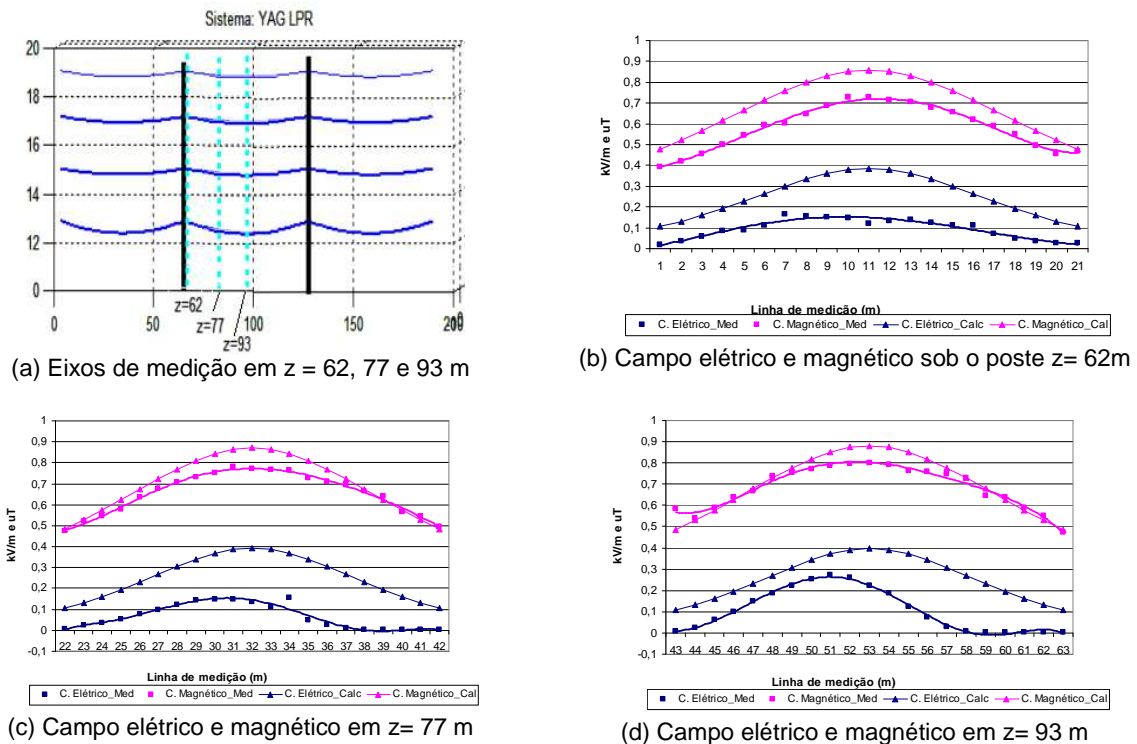 Sistema: YAG LPR
20
18
16
14
12
0
0
50
100
150
200
z=62
z=77
z=93
(a) Eixos de medição em z = 62, 77 e 93 m
kV/m e uT
1
0,9
0,8
0,7
0,6
0,5
0,4
0,3
0,2
0,1
0
1 2 3 4 5 6 7 8 9 10 11 12 13 14 15 16 17 18 19 20 21
Linha de medição (m)
C. Elétrico_Med C. Magnético_Med C. Elétrico_Calc C. Magnético_Cal
(b) Campo elétrico e magnético sob o poste z= 62m
kV/m e uT
1
0,9
0,8
0,7
0,6
0,5
0,4
0,3
0,2
0,1
0
-0,1
22 23 24 25 26 27 28 29 30 31 32 33 34 35 36 37 38 39 40 41 42
Linha de medição (m)
C. Elétrico_Med C. Magnético_Med C. Elétrico_Calc C. Magnético_Cal
(c) Campo elétrico e magnético em z= 77 m
kV/m e uT
1
0,9
0,8
0,7
0,6
0,5
0,4
0,3
0,2
0,1
0
-0,1
43 44 45 46 47 48 49 50 51 52 53 54 55 56 57 58 59 60 61 62 63
Linha de medição (m)
C. Elétrico_Med C. Magnético_Med C. Elétrico_Calc C. Magnético_Cal
(d) Campo elétrico e magnético em z= 93 m